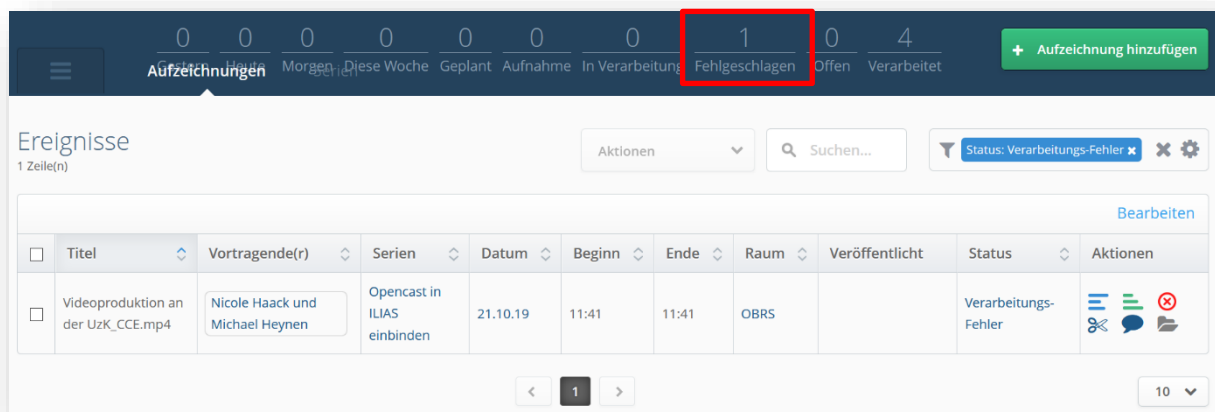 0 0 0 0 0 0 0 1 0 4
Gestern Heute Morgen Diese Woche Geplant Aufnahme In Verarbeitung Fehlgeschlagen Offen Verarbeitet
Aufzeichnungen Serien
+ Aufzeichnung hinzufügen
Ereignisse
1 Zeile(n)
Aktionen
Suchen...
Status: Verarbeitungs-Fehler ×
Bearbeiten
Titel Vortragende(r) Serien Datum Beginn Ende Raum Veröffentlicht Status Aktionen
Videoproduktion an
der UzK_CCE.mp4
Nicole Haack und
Michael Heynen
Opencast in
ILIAS
einbinden
21.10.19
11:41
11:41
OBRS
Verarbeitungs-
Fehler
< 1 >
10